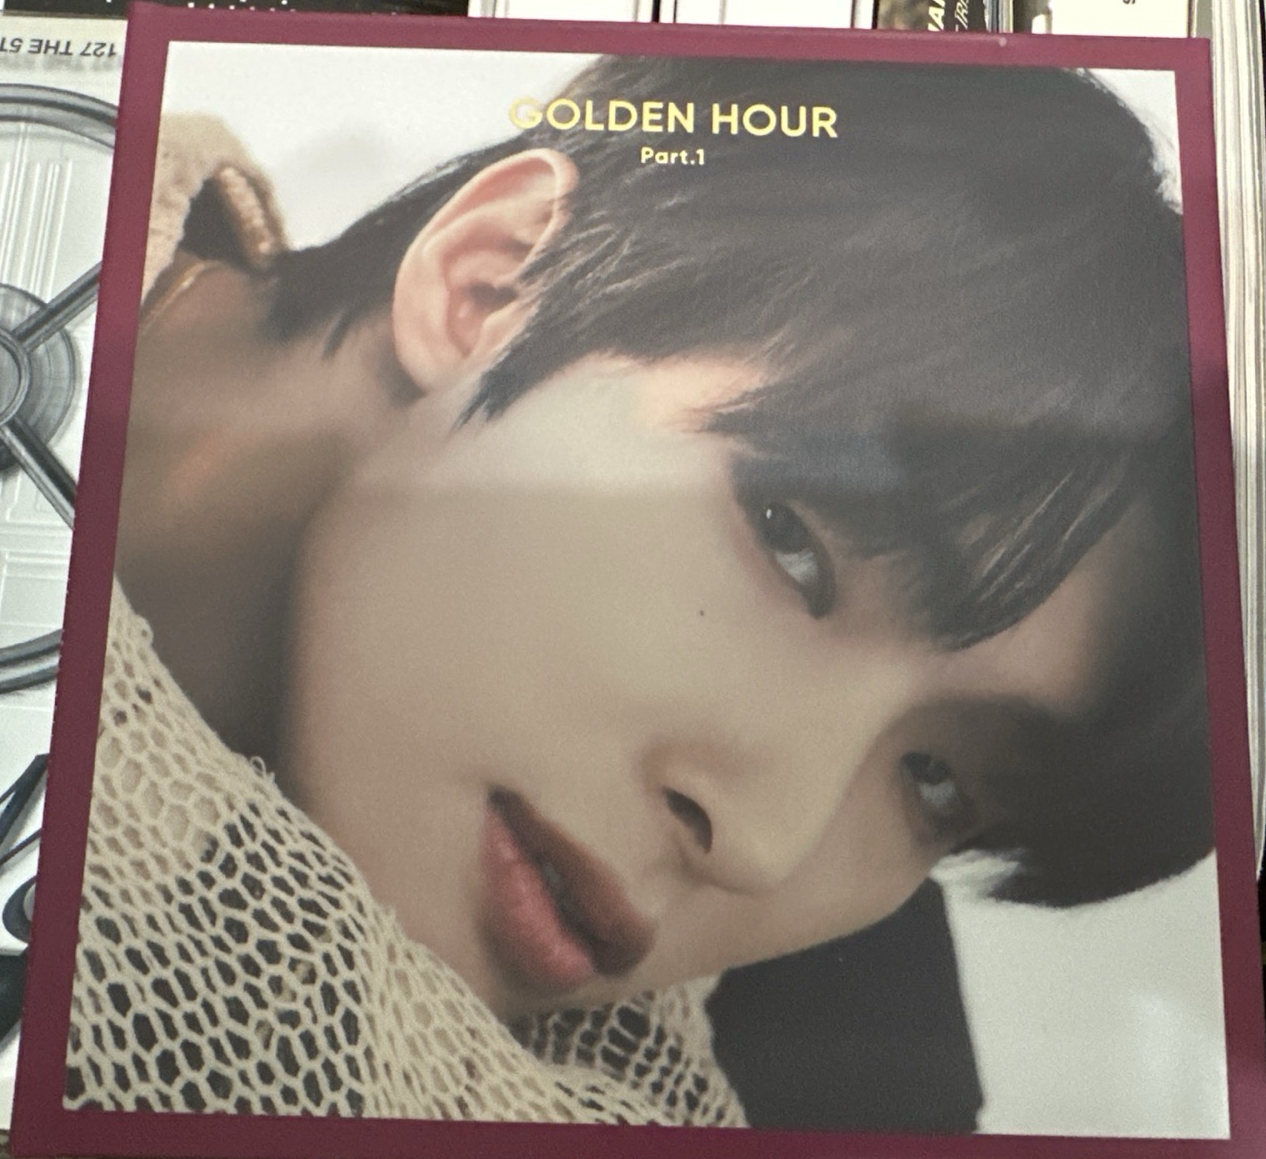 GOLDEN HOUR
Part.1
127 THE 5T